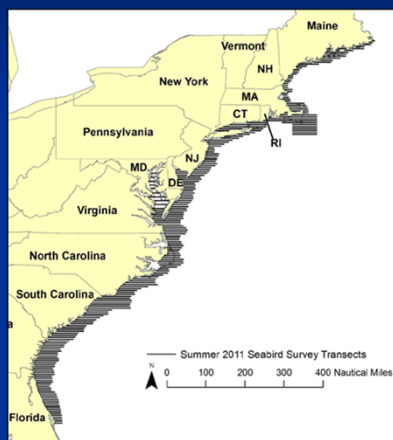 Maine
Vermont
NH
New York
MA
CT
RI
Pennsylvania
NJ
MD
DE
Virginia
North Carolina
South Carolina
a
Summer 2011 Seabird Survey Transects
N
0 100 200 300 400 Nautical Miles
Florida